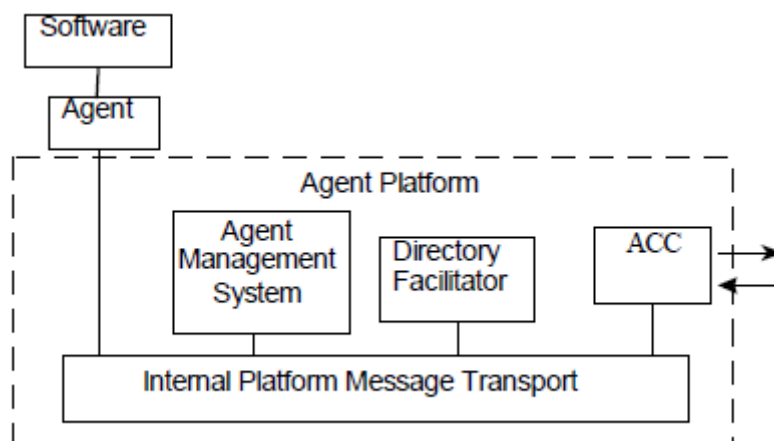 Software
Agent
Agent Platform
Agent
Management
System
Directory
Facilitator
ACC
Internal Platform Message Transport